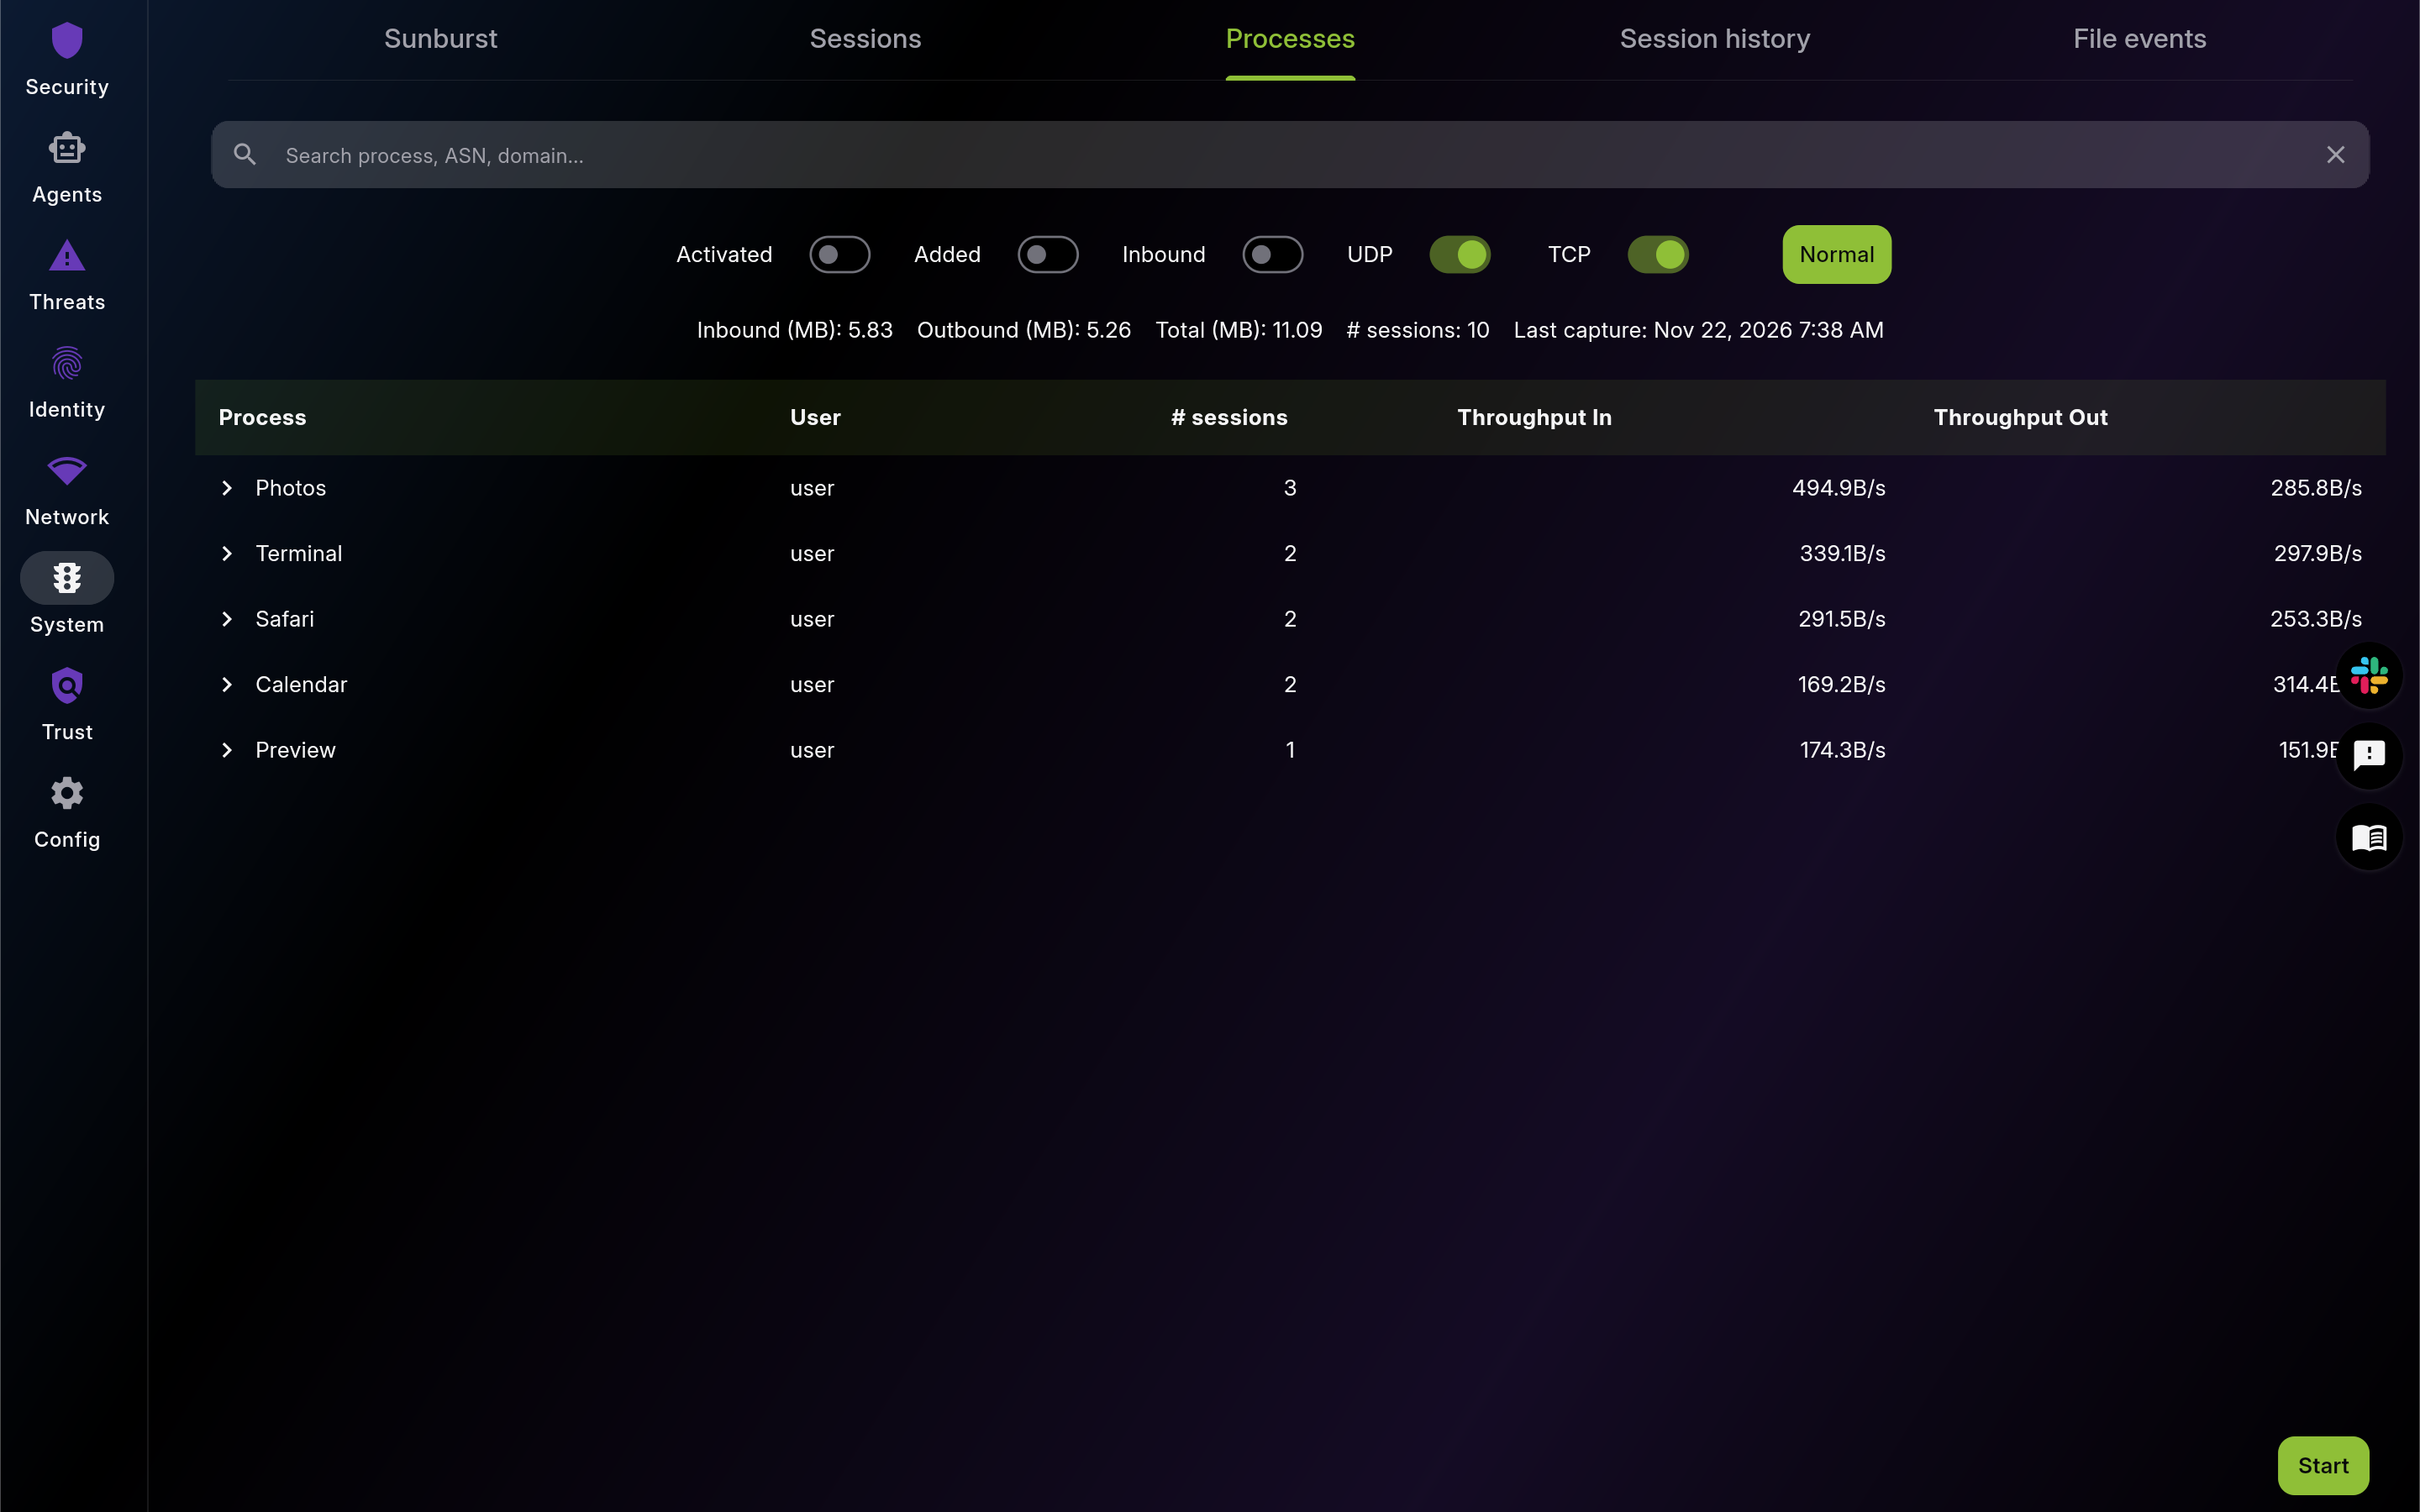 Sunburst Sessions Processes Session history File events
Security
Agents
Threats
Identity
Network
System
Trust
Config
Search process, ASN, domain...
Activated Added Inbound UDP TCP Normal
Inbound (MB): 5.83 Outbound (MB): 5.26 Total (MB): 11.09 # sessions: 10 Last capture: Nov 22, 2026 7:38 AM
Process User # sessions Throughput In Throughput Out
Photos user 3 494.9B/s 285.8B/s
Terminal user 2 339.1B/s 297.9B/s
Safari user 2 291.5B/s 253.3B/s
Calendar user 2 169.2B/s 314.4
Preview user 1 174.3B/s 151.9
Start